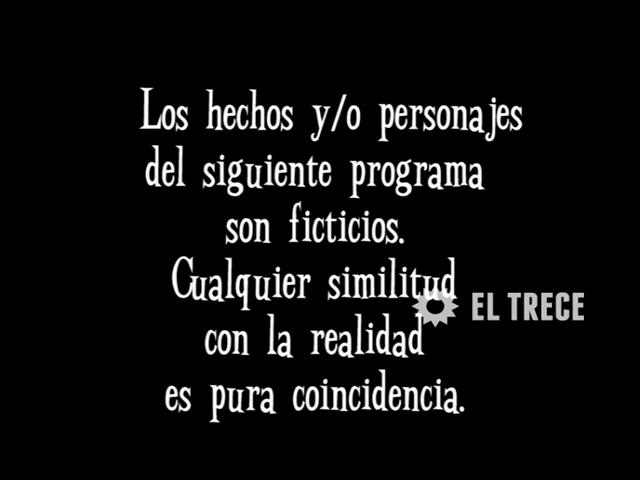 Los hechos y/o personajes
del siguiente programa
son ficticios.
Cualquier similitud
EL TRECE
con la realidad
es pura coincidencia.